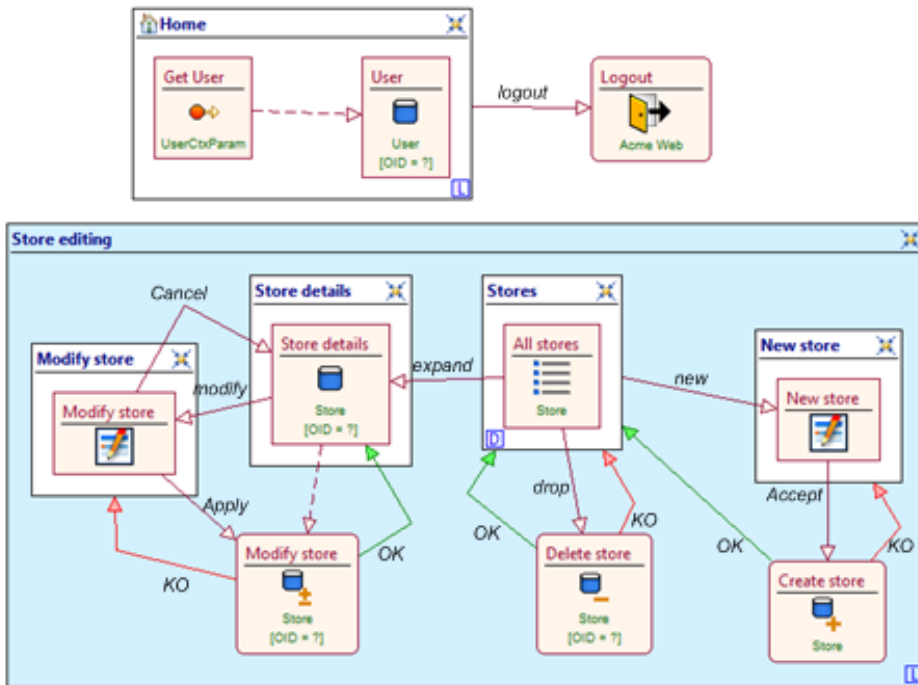 Home
Get User
UserCtxParam
User
User
[OID = ?]
L
logout
Logout
Acme Web
Store editing
Cancel
Store details
Stores
Modify store
Store details
Store
[OID = ?]
expand
All stores
Store
D
new
New store
New store
modify
Modify store
Apply
drop
Accept
KO
Modify store
Store
[OID = ?]
OK
OK
Delete store
Store
[OID = ?]
KO
OK
Create store
Store
KO
L